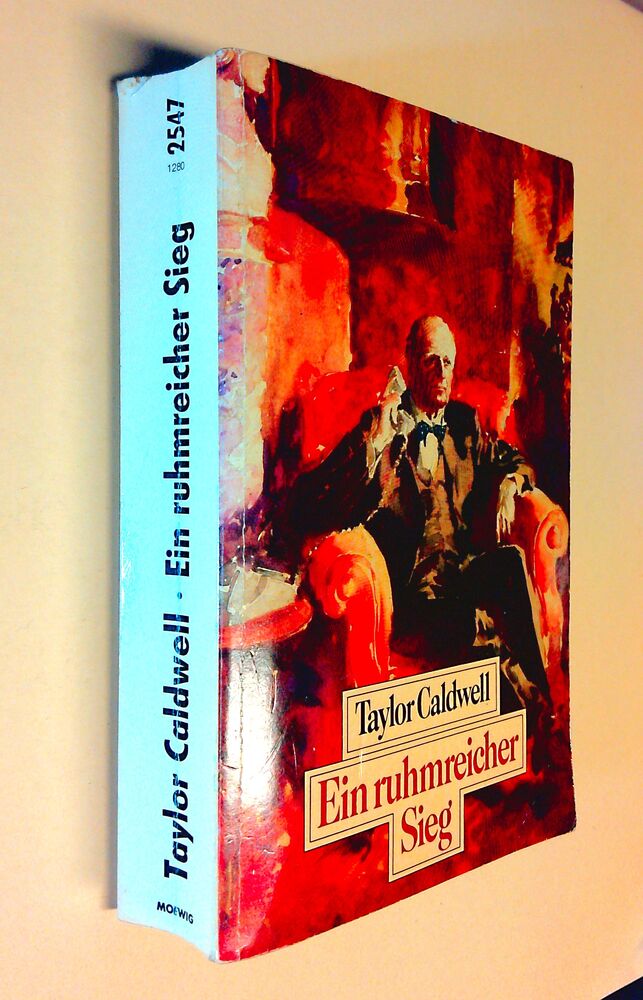 Taylor Caldwell · Ein ruhmreicher Sieg
1280
2547
MOEWIG
Taylor Caldwell
Ein ruhmreicher
Sieg